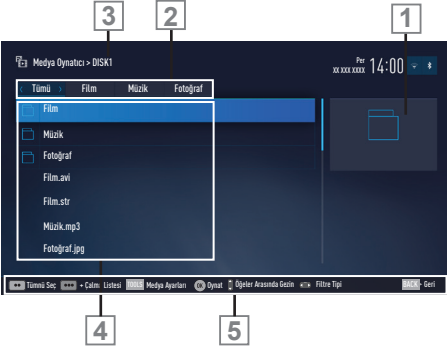 3 2 1
Medya Oynatıcı > DISK1
Per
xx xxx xxxx 14:00
‹ Tümü › Film Müzik Fotoğraf
Film
Müzik
Fotoğraf
Film.avi
Film.str
Müzik.mp3
Fotoğraf.jpg
Tümnü Seç + Çalma Listesi TOOLS Medya Ayarları OK Oynat Öğeler Arasında Gezin Filtre Tipi BACK - Geri
4 5